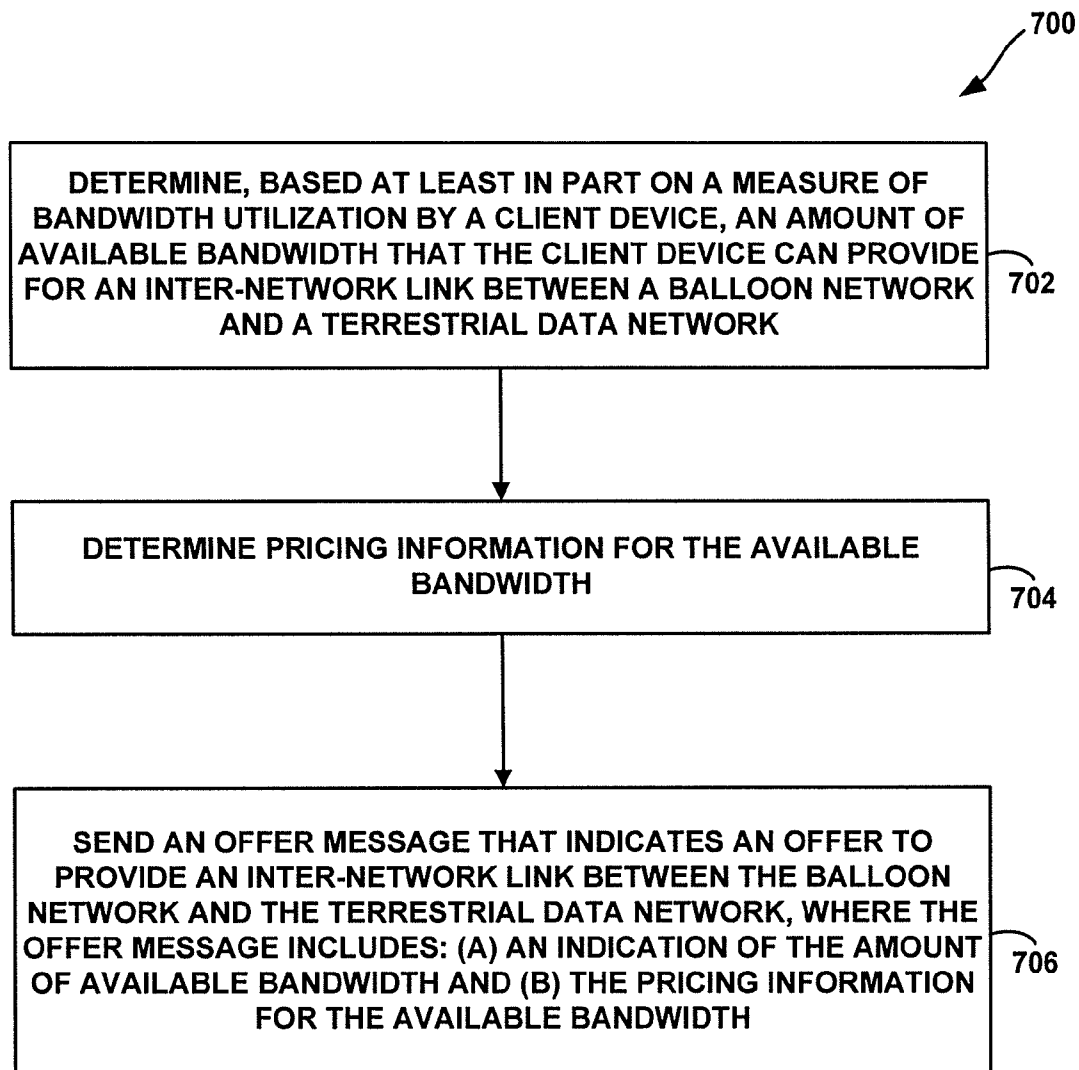 700
DETERMINE, BASED AT LEAST IN PART ON A MEASURE OF
BANDWIDTH UTILIZATION BY A CLIENT DEVICE, AN AMOUNT OF
AVAILABLE BANDWIDTH THAT THE CLIENT DEVICE CAN PROVIDE
FOR AN INTER-NETWORK LINK BETWEEN A BALLOON NETWORK
AND A TERRESTRIAL DATA NETWORK
702
DETERMINE PRICING INFORMATION FOR THE AVAILABLE
BANDWIDTH
704
SEND AN OFFER MESSAGE THAT INDICATES AN OFFER TO
PROVIDE AN INTER-NETWORK LINK BETWEEN THE BALLOON
NETWORK AND THE TERRESTRIAL DATA NETWORK, WHERE THE
OFFER MESSAGE INCLUDES: (A) AN INDICATION OF THE AMOUNT
OF AVAILABLE BANDWIDTH AND (B) THE PRICING INFORMATION
FOR THE AVAILABLE BANDWIDTH
706